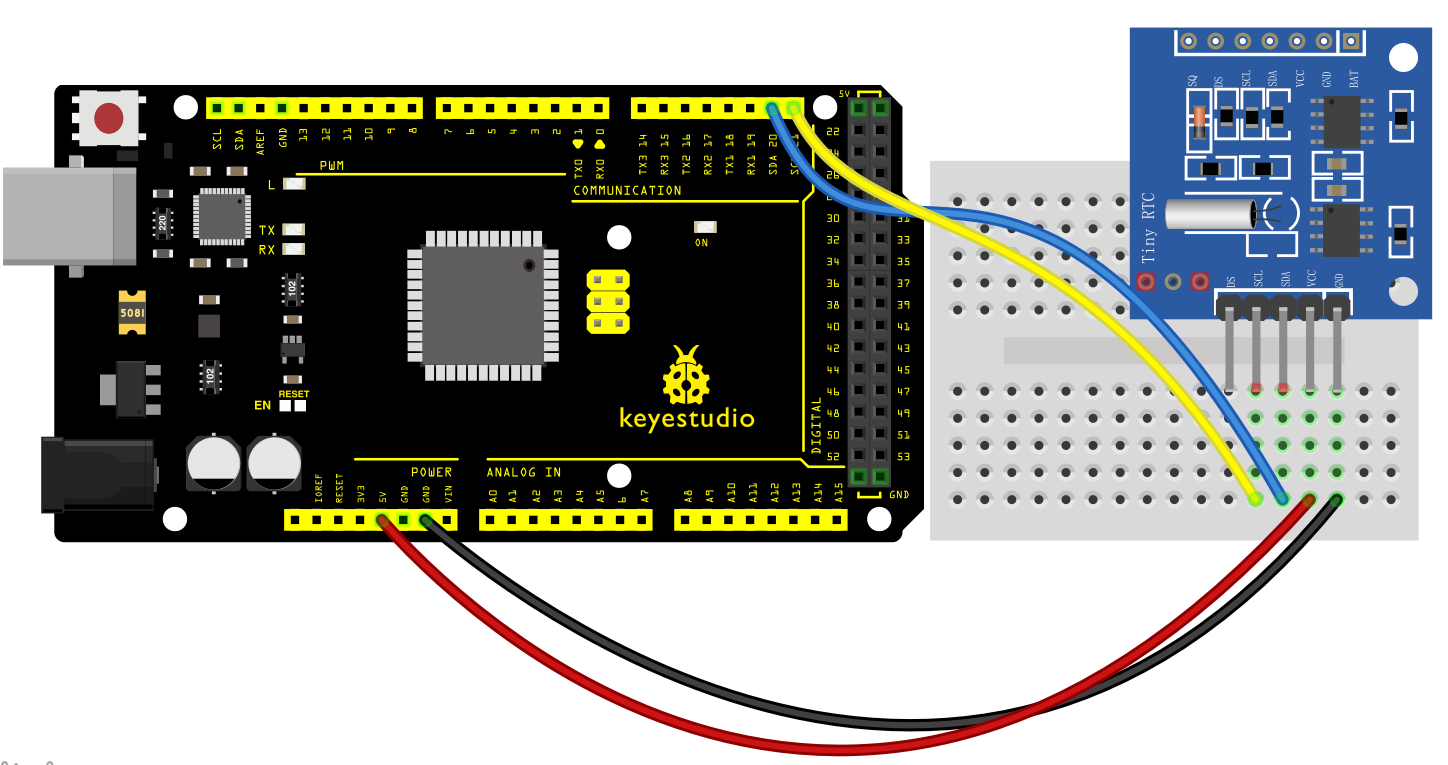 SQ
DS
SCL
SDA
VCC
GND
BAT
5V
SCL
SDA
AREF
GND
13
12
11
10
9
8
7
6
5
4
3
2
TX0 1
RX0 0
TX3 14
RX3 15
TX2 16
RX2 17
TX1 18
RX1 19
SDA 20
22
26
30
31
32
33
34
35
36
37
38
39
40
41
42
43
44
45
46
47
48
49
50
51
52
53
PWM
COMMUNICATION
L
TX
RX
220
ON
Tiny RTC
DS
SCL
SDA
VCC
GND
102
5081
102
RESET
EN
keyestudio
DIGITAL
POWER
ANALOG IN
IOREF
RESET
3V3
5V
GND
GND
VIN
A0
A1
A2
A3
A4
A5
6
A7
A8
A9
A10
A11
A12
A13
A14
A15
GND